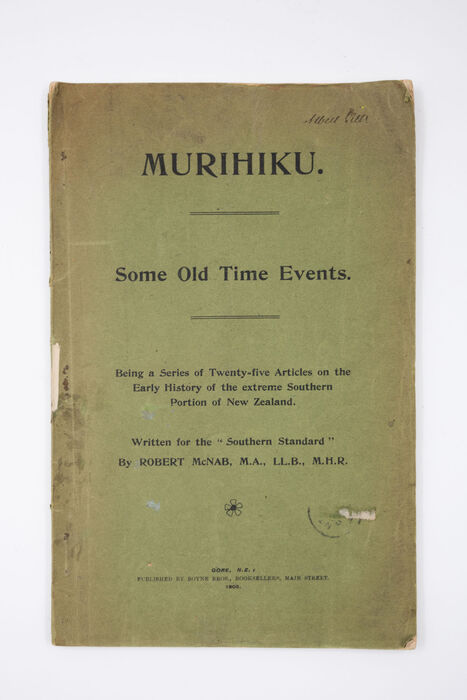 MURIHIKU.
Some Old Time Events.
Being a Series of Twenty-five Articles on the
Early History of the extreme Southern
Portion of New Zealand.
Written for the "Southern Standard"
By ROBERT McNAB, M.A., LL.B., M.H.R.
GORE, N.Z. :
PUBLISHED BY BOYNE BROS., BOOKSELLERS, MAIN STREET.